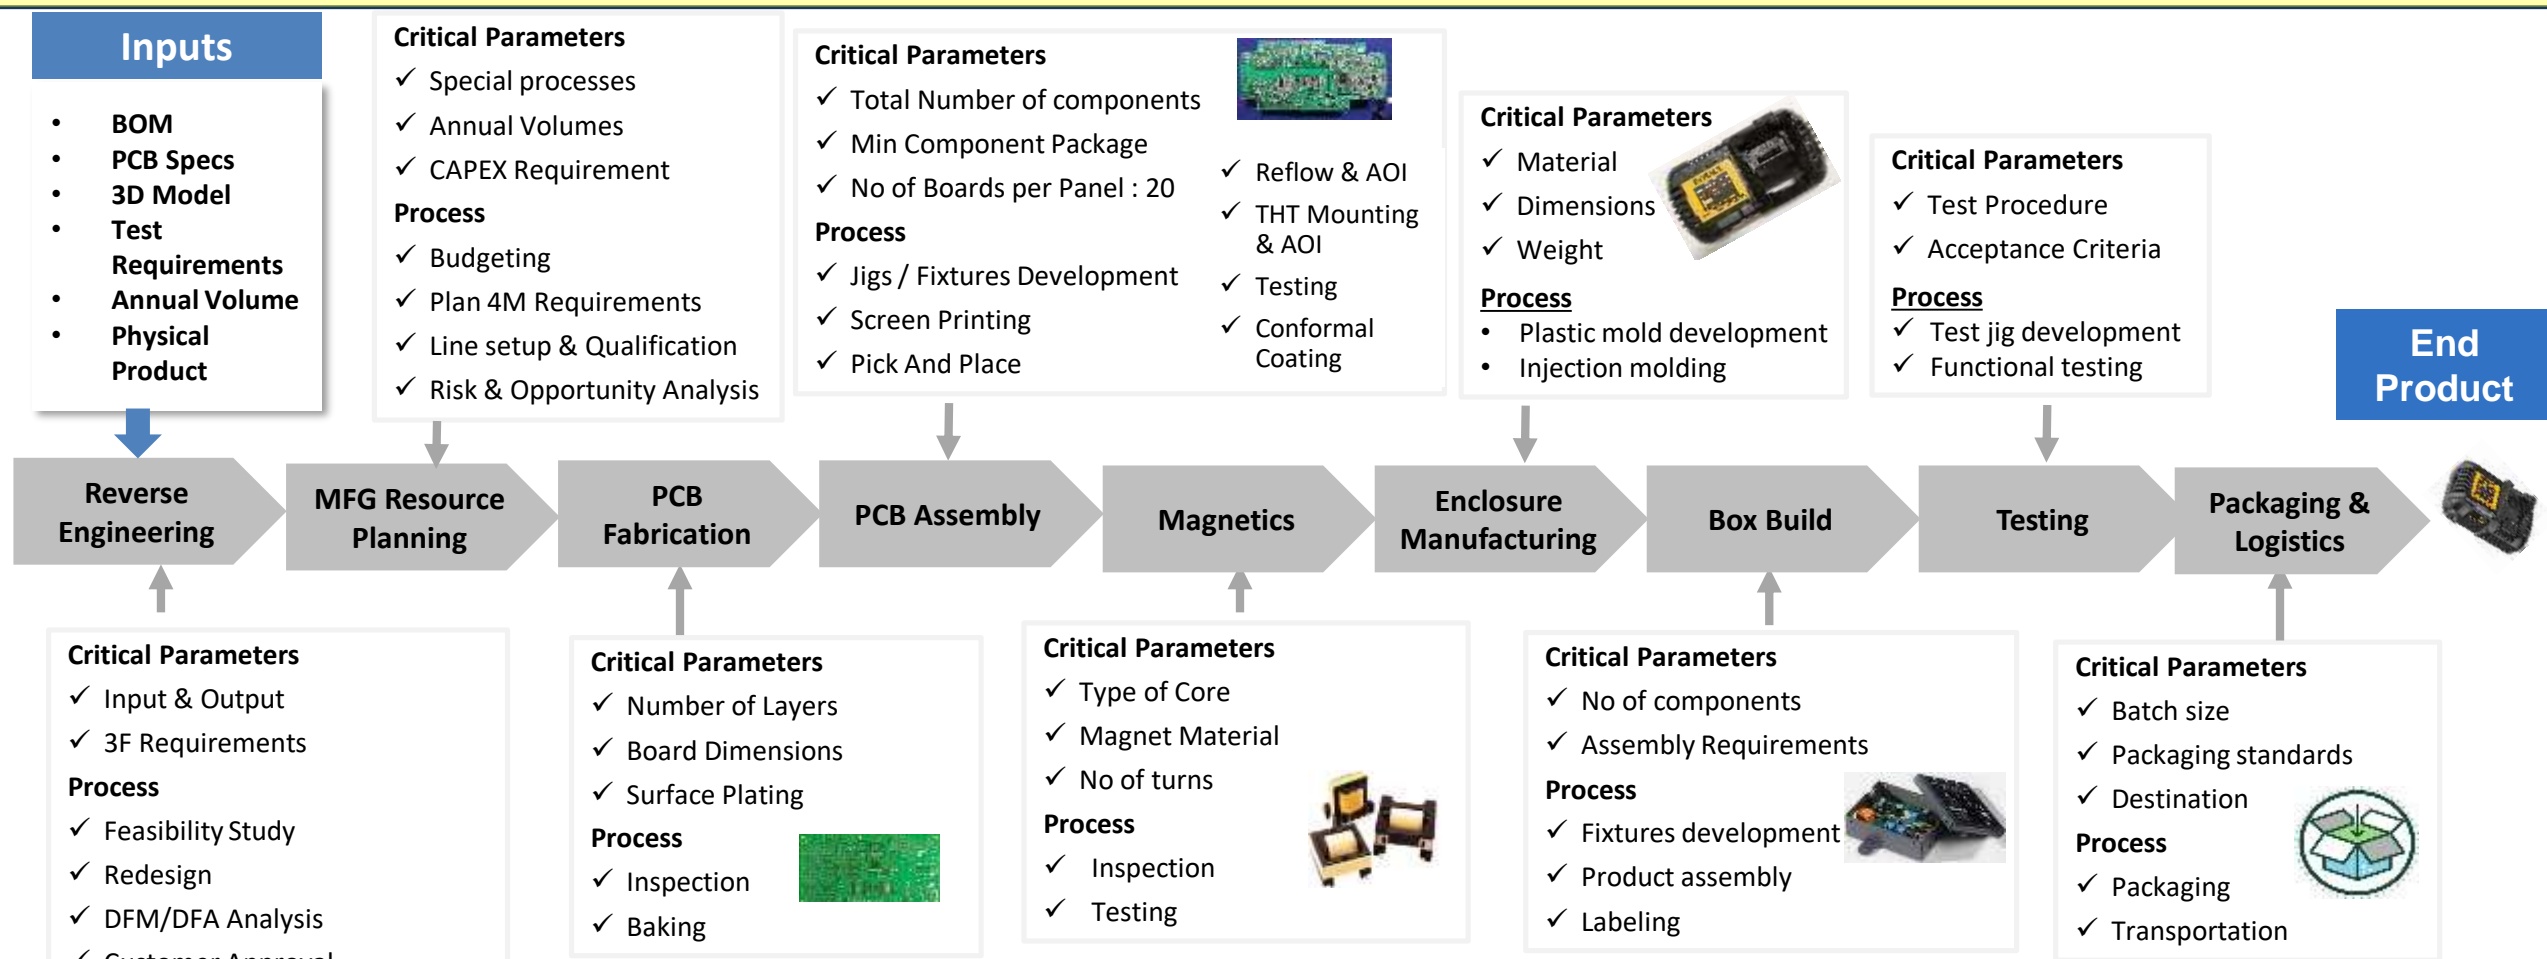 Inputs
• BOM
• PCB Specs
• 3D Model
• Test
Requirements
• Annual Volume
• Physical
Product
Critical Parameters
✓ Special processes
✓ Annual Volumes
✓ CAPEX Requirement
Process
✓ Budgeting
✓ Plan 4M Requirements
✓ Line setup & Qualification
✓ Risk & Opportunity Analysis
Critical Parameters
✓ Total Number of components
✓ Min Component Package
✓ No of Boards per Panel : 20
Process
✓ Jigs / Fixtures Development
✓ Screen Printing
✓ Pick And Place
✓ Reflow & AOI
✓ THT Mounting
& AOI
✓ Testing
✓ Conformal
Coating
Critical Parameters
✓ Material
✓ Dimensions
✓ Weight
Process
• Plastic mold development
• Injection molding
Critical Parameters
✓ Test Procedure
✓ Acceptance Criteria
Process
✓ Test jig development
✓ Functional testing
End
Product
Reverse
Engineering
MFG Resource
Planning
PCB
Fabrication
PCB Assembly
Magnetics
Enclosure
Manufacturing
Box Build
Testing
Packaging &
Logistics
Critical Parameters
✓ Input & Output
✓ 3F Requirements
Process
✓ Feasibility Study
✓ Redesign
✓ DFM/DFA Analysis
✓ Customer Approval
Critical Parameters
✓ Number of Layers
✓ Board Dimensions
✓ Surface Plating
Process
✓ Inspection
✓ Baking
Critical Parameters
✓ Type of Core
✓ Magnet Material
✓ No of turns
Process
✓ Inspection
✓ Testing
Critical Parameters
✓ No of components
✓ Assembly Requirements
Process
✓ Fixtures development
✓ Product assembly
✓ Labeling
Critical Parameters
✓ Batch size
✓ Packaging standards
✓ Destination
Process
✓ Packaging
✓ Transportation